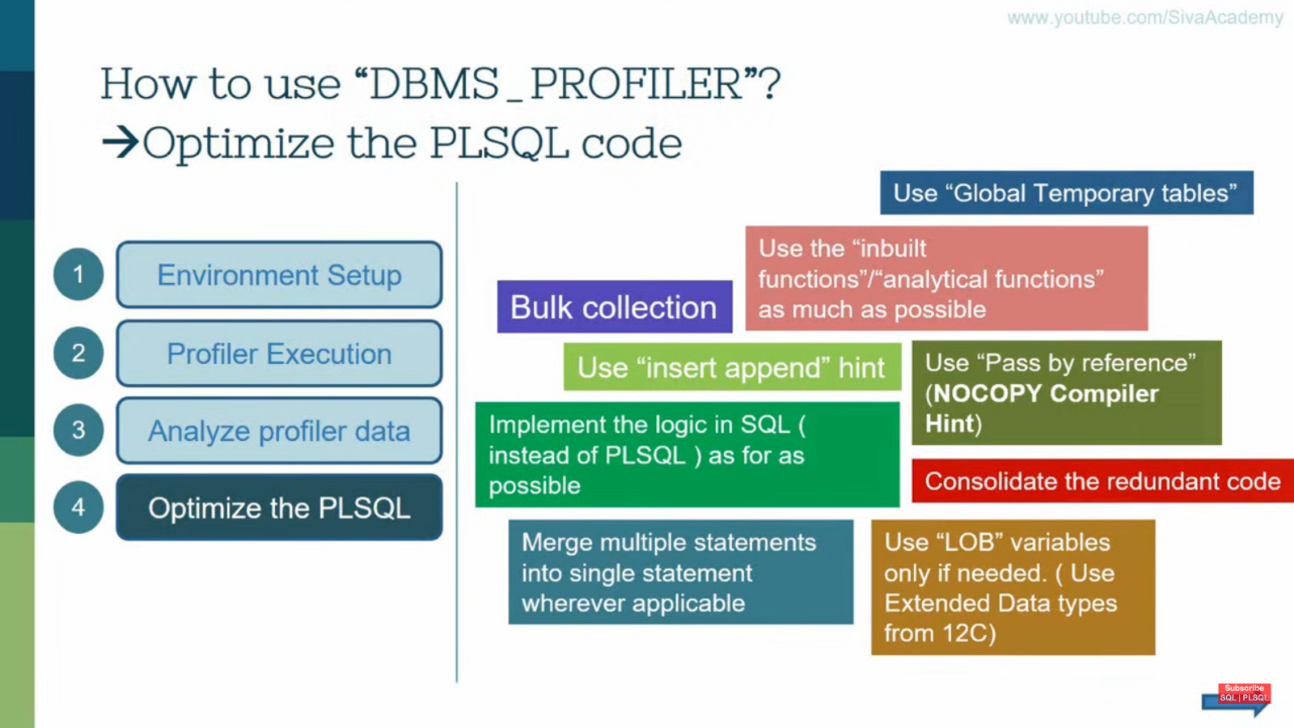 www.youtube.com/SivaAcademy
How to use “DBMS_PROFILER”?
→Optimize the PLSQL code
1
Environment Setup
2
Profiler Execution
3
Analyze profiler data
4
Optimize the PLSQL
Use “Global Temporary tables”
Use the “inbuilt
functions”/“analytical functions”
as much as possible
Bulk collection
Use “insert append” hint
Use “Pass by reference”
(NOCOPY Compiler
Hint)
Implement the logic in SQL (
instead of PLSQL ) as for as
possible
Consolidate the redundant code
Merge multiple statements
into single statement
wherever applicable
Use “LOB” variables
only if needed. ( Use
Extended Data types
from 12C)
Subscribe
SQL | PLSQL